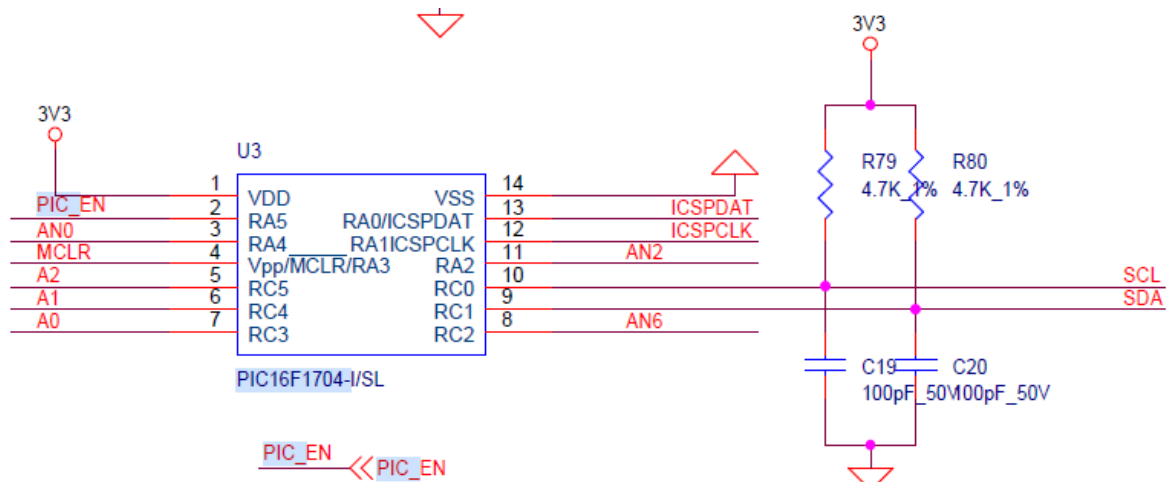 3V3
3V3
U3
R79
4.7K_1%
R80
4.7K_1%
1
VDD
VSS
14
PIC_EN
2
RA5
RA0/ICSPDAT
13
ICSPDAT
AN0
3
RA4
RA1ICSPCLK
12
ICSPCLK
MCLR
4
Vpp/MCLR/RA3
RA2
11
AN2
A2
5
RC5
RC0
10
SCL
A1
6
RC4
RC1
9
SDA
A0
7
RC3
RC2
8
AN6
PIC16F1704-I/SL
C19
100pF_50V
C20
100pF_50V
PIC_EN
PIC_EN